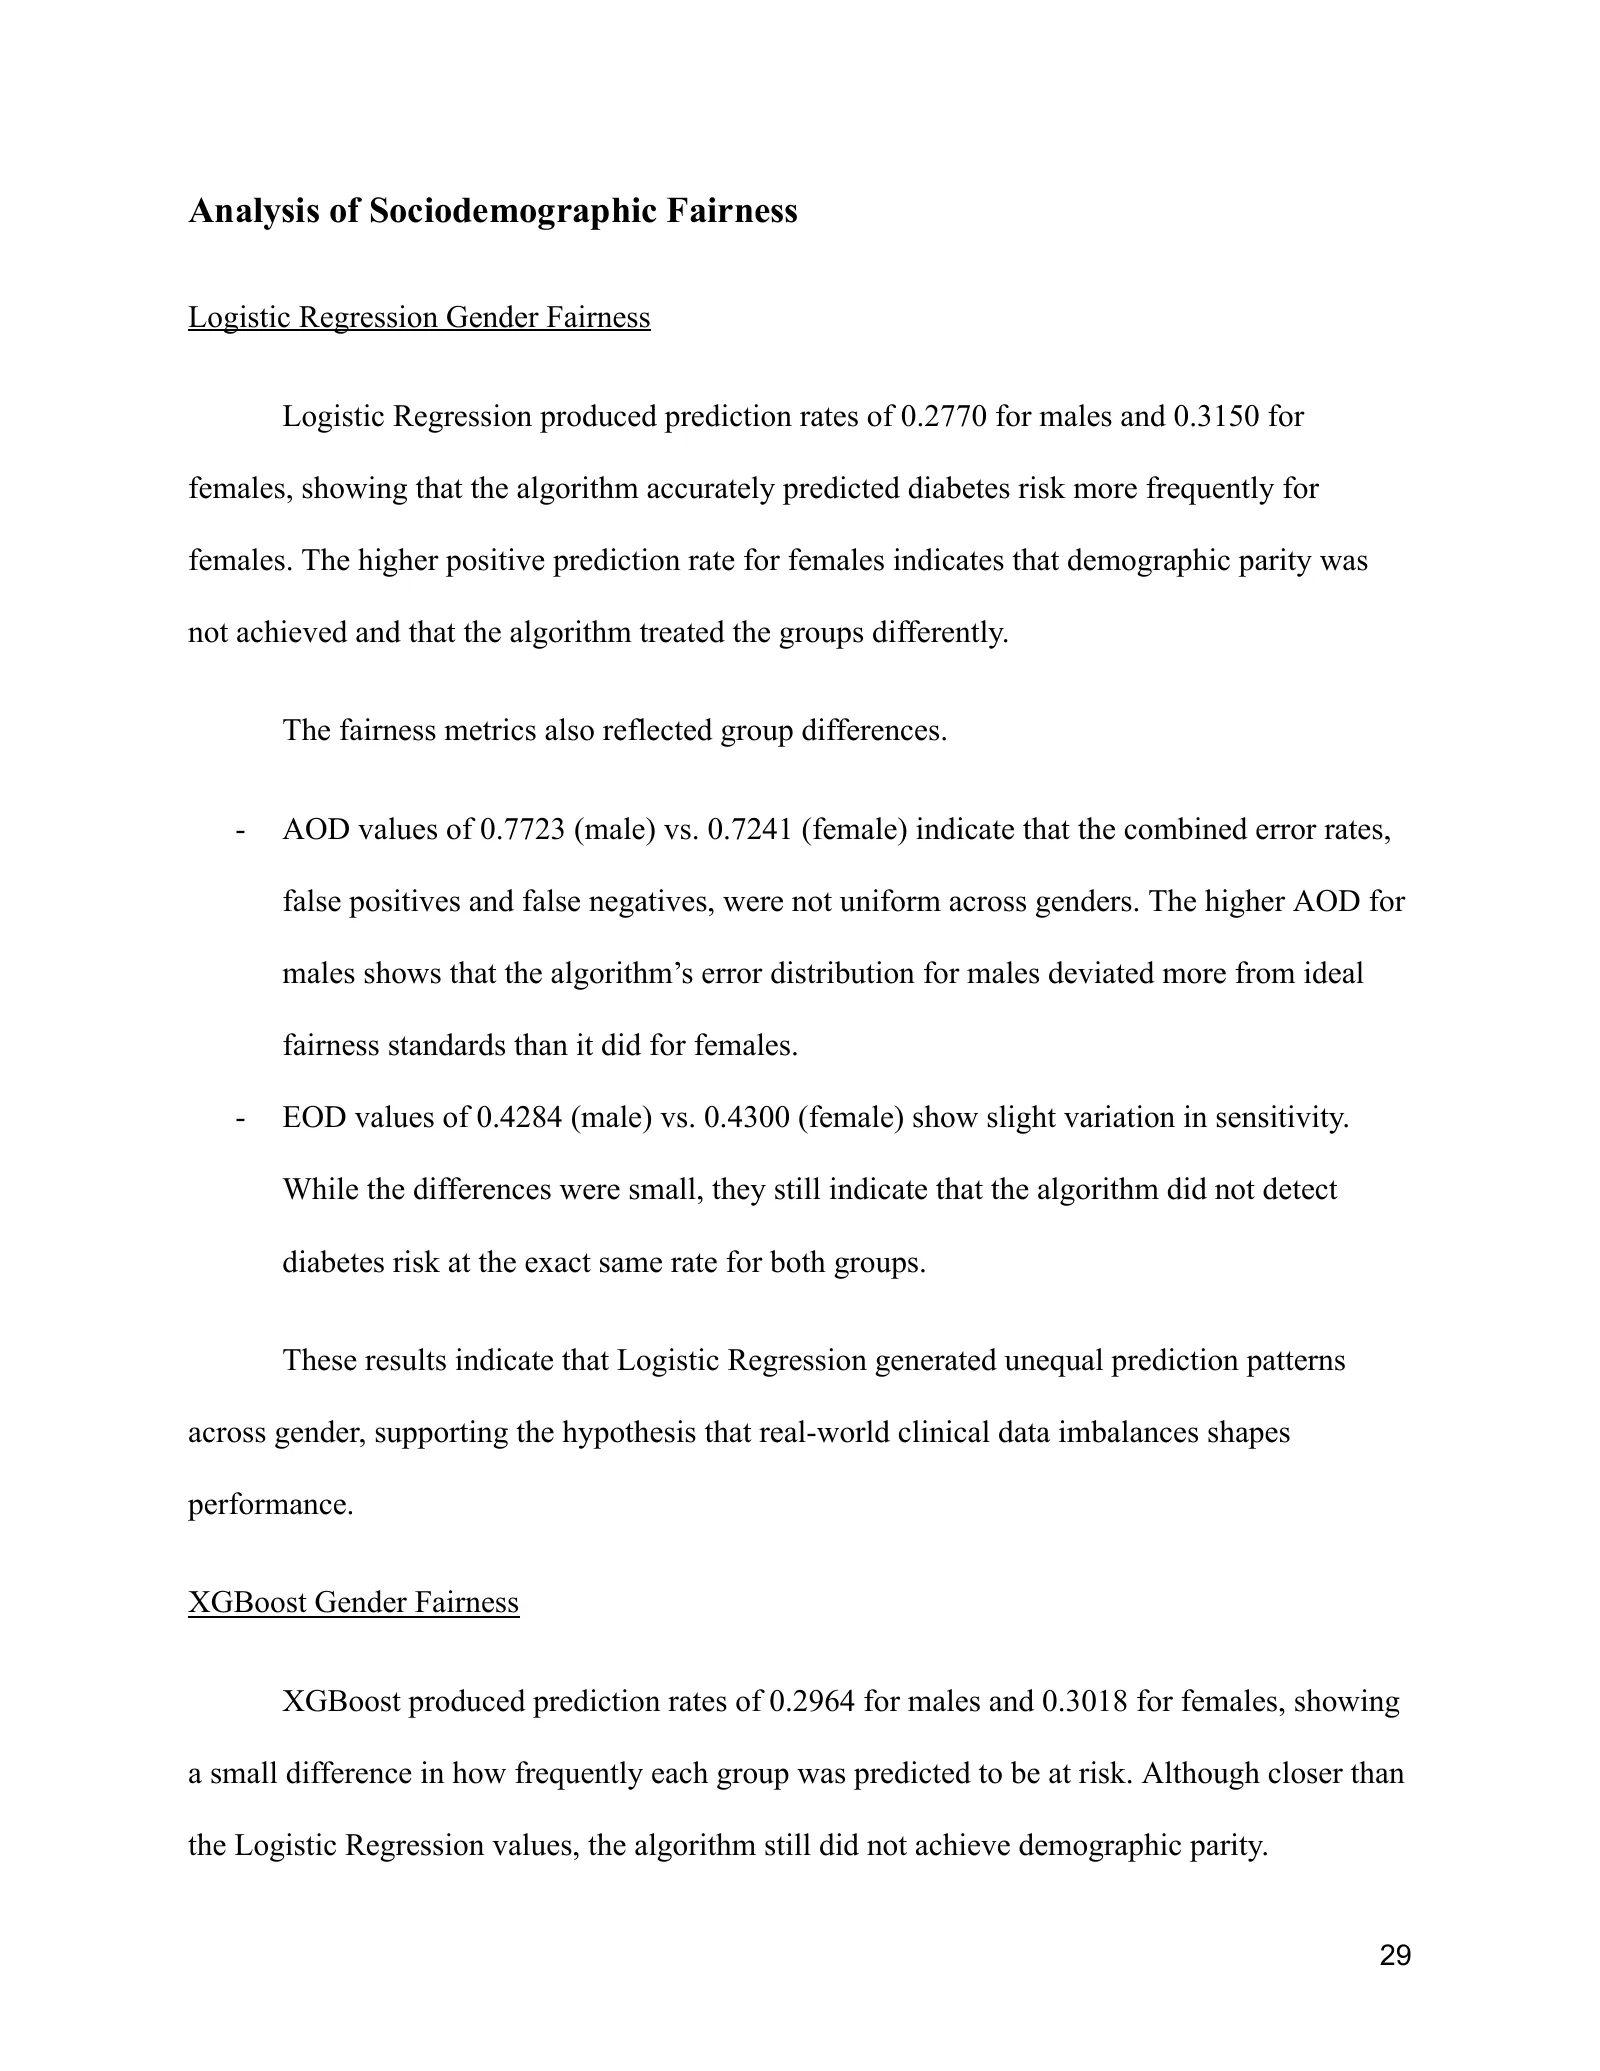 Analysis of Sociodemographic Fairness
Logistic Regression Gender Fairness
Logistic Regression produced prediction rates of 0.2770 for males and 0.3150 for
females, showing that the algorithm accurately predicted diabetes risk more frequently for
females. The higher positive prediction rate for females indicates that demographic parity was
not achieved and that the algorithm treated the groups differently.
The fairness metrics also reflected group differences.
- AOD values of 0.7723 (male) vs. 0.7241 (female) indicate that the combined error rates,
false positives and false negatives, were not uniform across genders. The higher AOD for
males shows that the algorithm’s error distribution for males deviated more from ideal
fairness standards than it did for females.
- EOD values of 0.4284 (male) vs. 0.4300 (female) show slight variation in sensitivity.
While the differences were small, they still indicate that the algorithm did not detect
diabetes risk at the exact same rate for both groups.
These results indicate that Logistic Regression generated unequal prediction patterns
across gender, supporting the hypothesis that real-world clinical data imbalances shapes
performance.
XGBoost Gender Fairness
XGBoost produced prediction rates of 0.2964 for males and 0.3018 for females, showing
a small difference in how frequently each group was predicted to be at risk. Although closer than
the Logistic Regression values, the algorithm still did not achieve demographic parity.
29